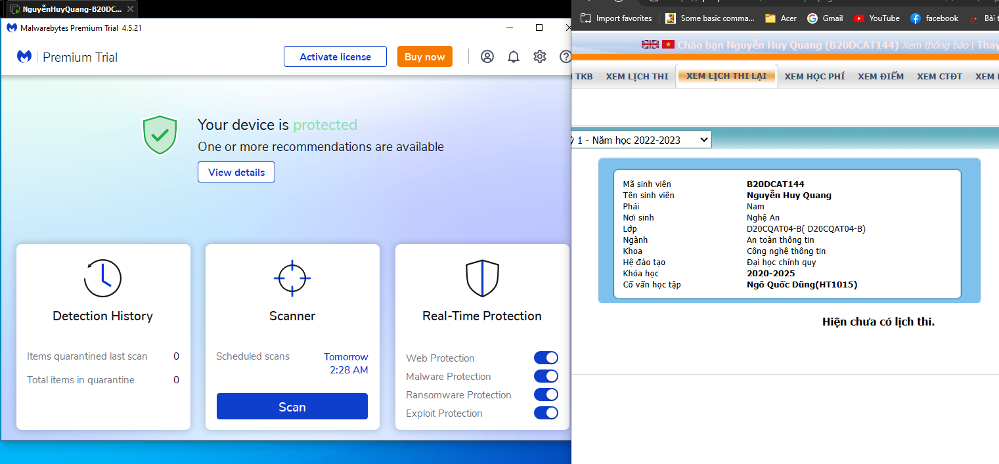 NguyễnHuyQuang-B20DC...
Malwarebytes Premium Trial 4.5.21
Premium Trial
Activate license
Buy now
Your device is protected
One or more recommendations are available
View details
Detection History
Items quarantined last scan 0
Total items in quarantine 0
Scanner
Scheduled scans Tomorrow
2:28 AM
Scan
Real-Time Protection
Web Protection
Malware Protection
Ransomware Protection
Exploit Protection
Import favorites Some basic comma... Acer Gmail YouTube facebook Bài
Chào bạn Nguyễn Huy Quang (B20DCAT144) Xem thông báo | Thay
TKB XEM LỊCH THI XEM LỊCH THI LẠI XEM HỌC PHÍ XEM ĐIỂM XEM CTĐT XEM
1 - Năm học 2022-2023
Mã sinh viên B20DCAT144
Tên sinh viên Nguyễn Huy Quang
Phái Nam
Nơi sinh Nghệ An
Lớp D20CQAT04-B( D20CQAT04-B)
Ngành An toàn thông tin
Khoa Công nghệ thông tin
Hệ đào tạo Đại học chính quy
Khóa học 2020-2025
Cố vấn học tập Ngô Quốc Dũng(HT1015)
Hiện chưa có lịch thi.